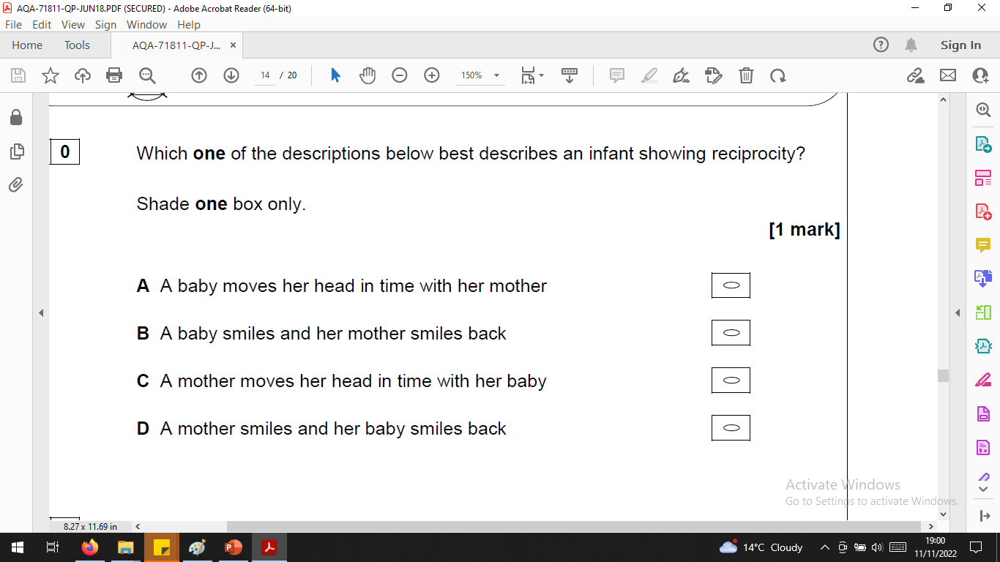 AQA-71811-QP-JUN18.PDF (SECURED) - Adobe Acrobat Reader (64-bit)
File Edit View Sign Window Help
Home Tools AQA-71811-QP-J... × Sign In
14 / 20 150%
0 Which one of the descriptions below best describes an infant showing reciprocity?
Shade one box only.
[1 mark]
A A baby moves her head in time with her mother
B A baby smiles and her mother smiles back
C A mother moves her head in time with her baby
D A mother smiles and her baby smiles back
Activate Windows
Go to Settings to activate Windows.
8.27 x 11.69 in
14°C Cloudy
19:00
11/11/2022